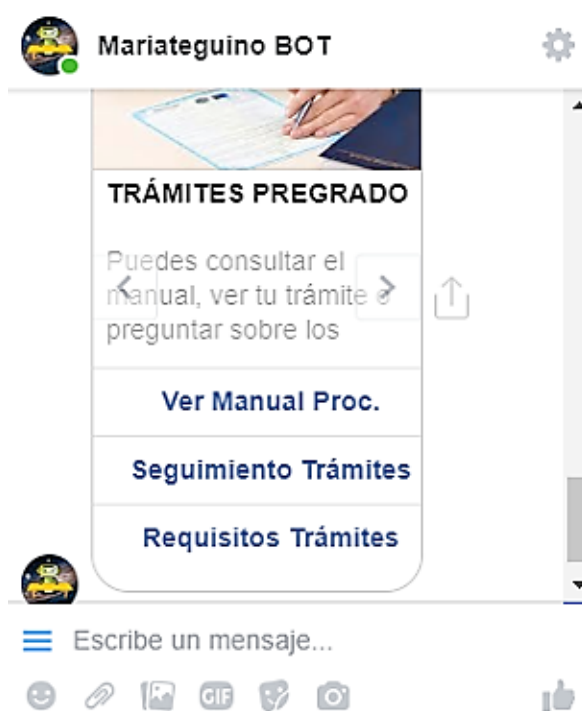 Mariateguino BOT
TRÁMITES PREGRADO
Puedes consultar el
manual, ver tu trámite o
preguntar sobre los
Ver Manual Proc.
Seguimiento Trámites
Requisitos Trámites
Escribe un mensaje...
GIF